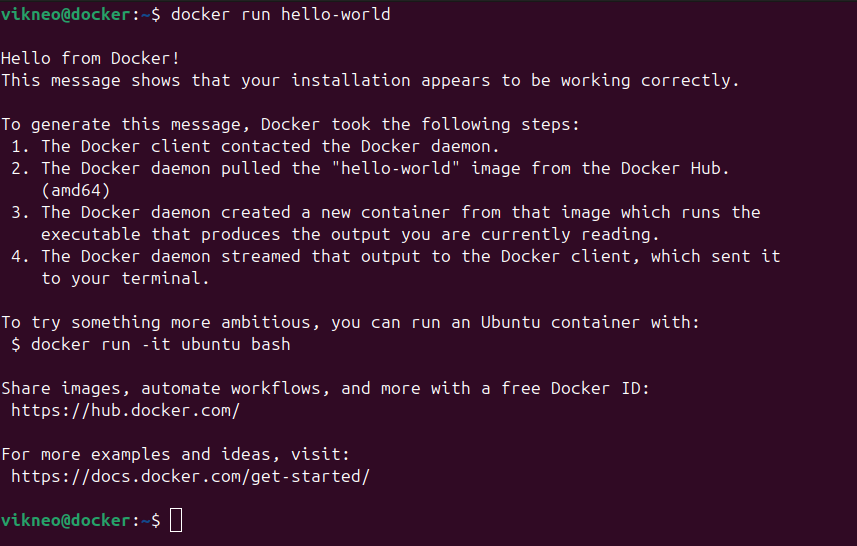 vikneo@docker:~$ docker run hello-world
Hello from Docker!
This message shows that your installation appears to be working correctly.
To generate this message, Docker took the following steps:
1. The Docker client contacted the Docker daemon.
2. The Docker daemon pulled the "hello-world" image from the Docker Hub.
(amd64)
3. The Docker daemon created a new container from that image which runs the
executable that produces the output you are currently reading.
4. The Docker daemon streamed that output to the Docker client, which sent it
to your terminal.
To try something more ambitious, you can run an Ubuntu container with:
$ docker run -it ubuntu bash
Share images, automate workflows, and more with a free Docker ID:
https://hub.docker.com/
For more examples and ideas, visit:
https://docs.docker.com/get-started/
vikneo@docker:~$